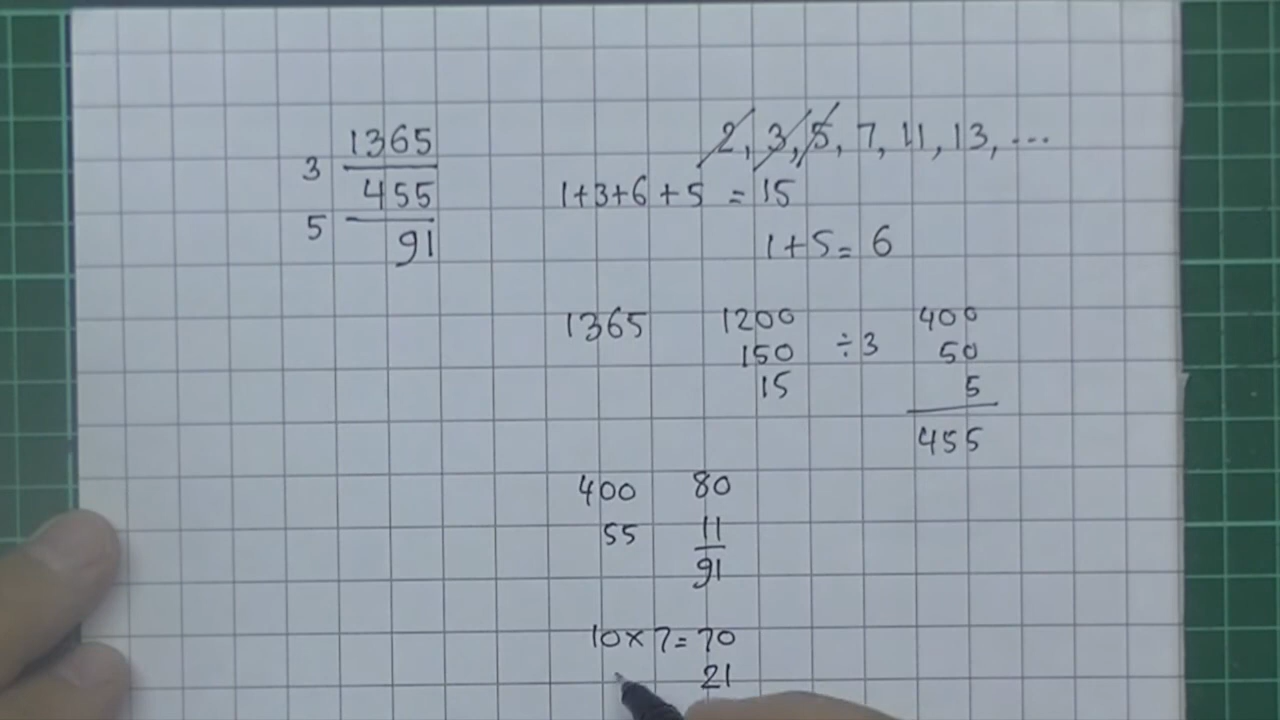 2, 3, 5, 7, 11, 13, ...
3 1365
455
5 91
1+3+6+5 = 15
1+5= 6
1365 1200 400
150 ÷3 50
15 5
455
400 80
55 11
91
10×7=70
21